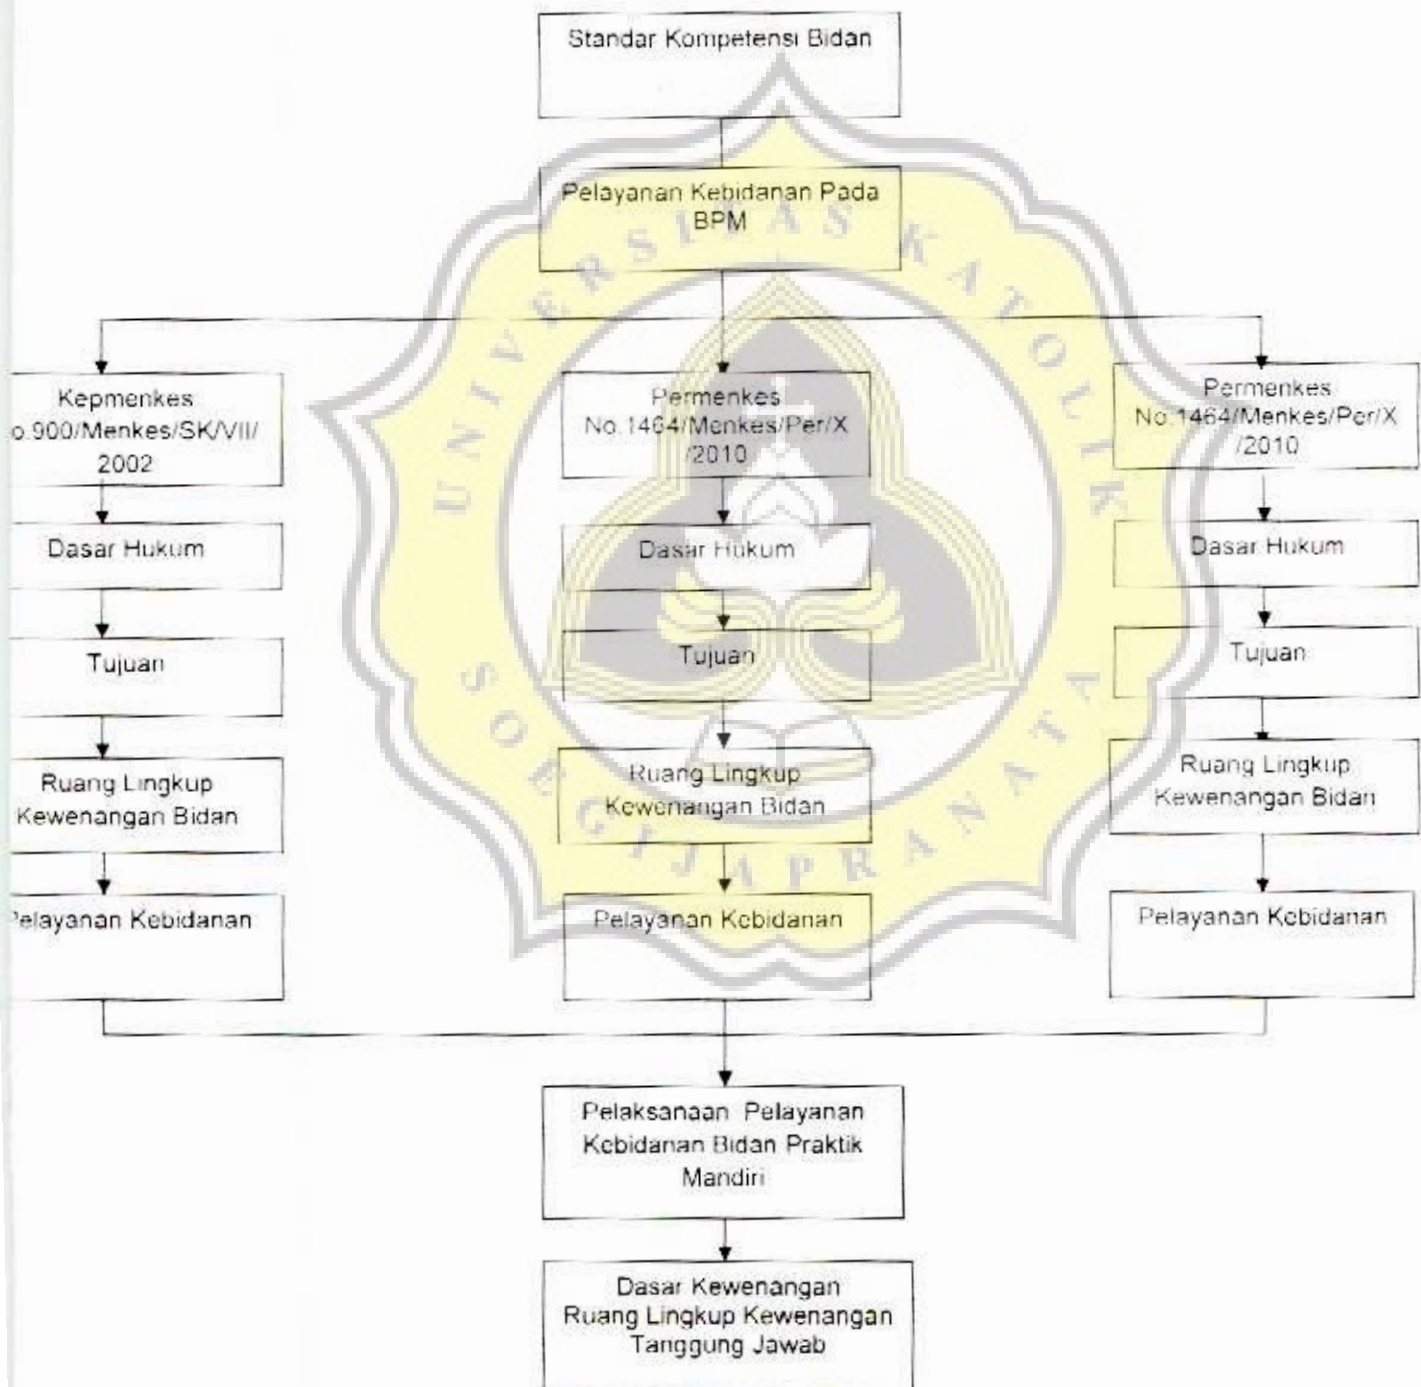 Standar Kompetensi Bidan
Pelayanan Kebidanan Pada
BPM
Kepmenkes
o.900/Menkes/SK/VII/
2002
Dasar Hukum
Tujuan
Ruang Lingkup
Kewenangan Bidan
Pelayanan Kebidanan
Permenkes
No.1464/Menkes/Per/X
/2010
Dasar Hukum
Tujuan
Ruang Lingkup
Kewenangan Bidan
Pelayanan Kebidanan
Permenkes
No.1464/Menkes/Per/X
/2010
Dasar Hukum
Tujuan
Ruang Lingkup
Kewenangan Bidan
Pelayanan Kebidanan
Pelaksanaan Pelayanan
Kebidanan Bidan Praktik
Mandiri
Dasar Kewenangan
Ruang Lingkup Kewenangan
Tanggung Jawab
UNIVERSITAS KATOLIK
SOEGIJAPRANATA